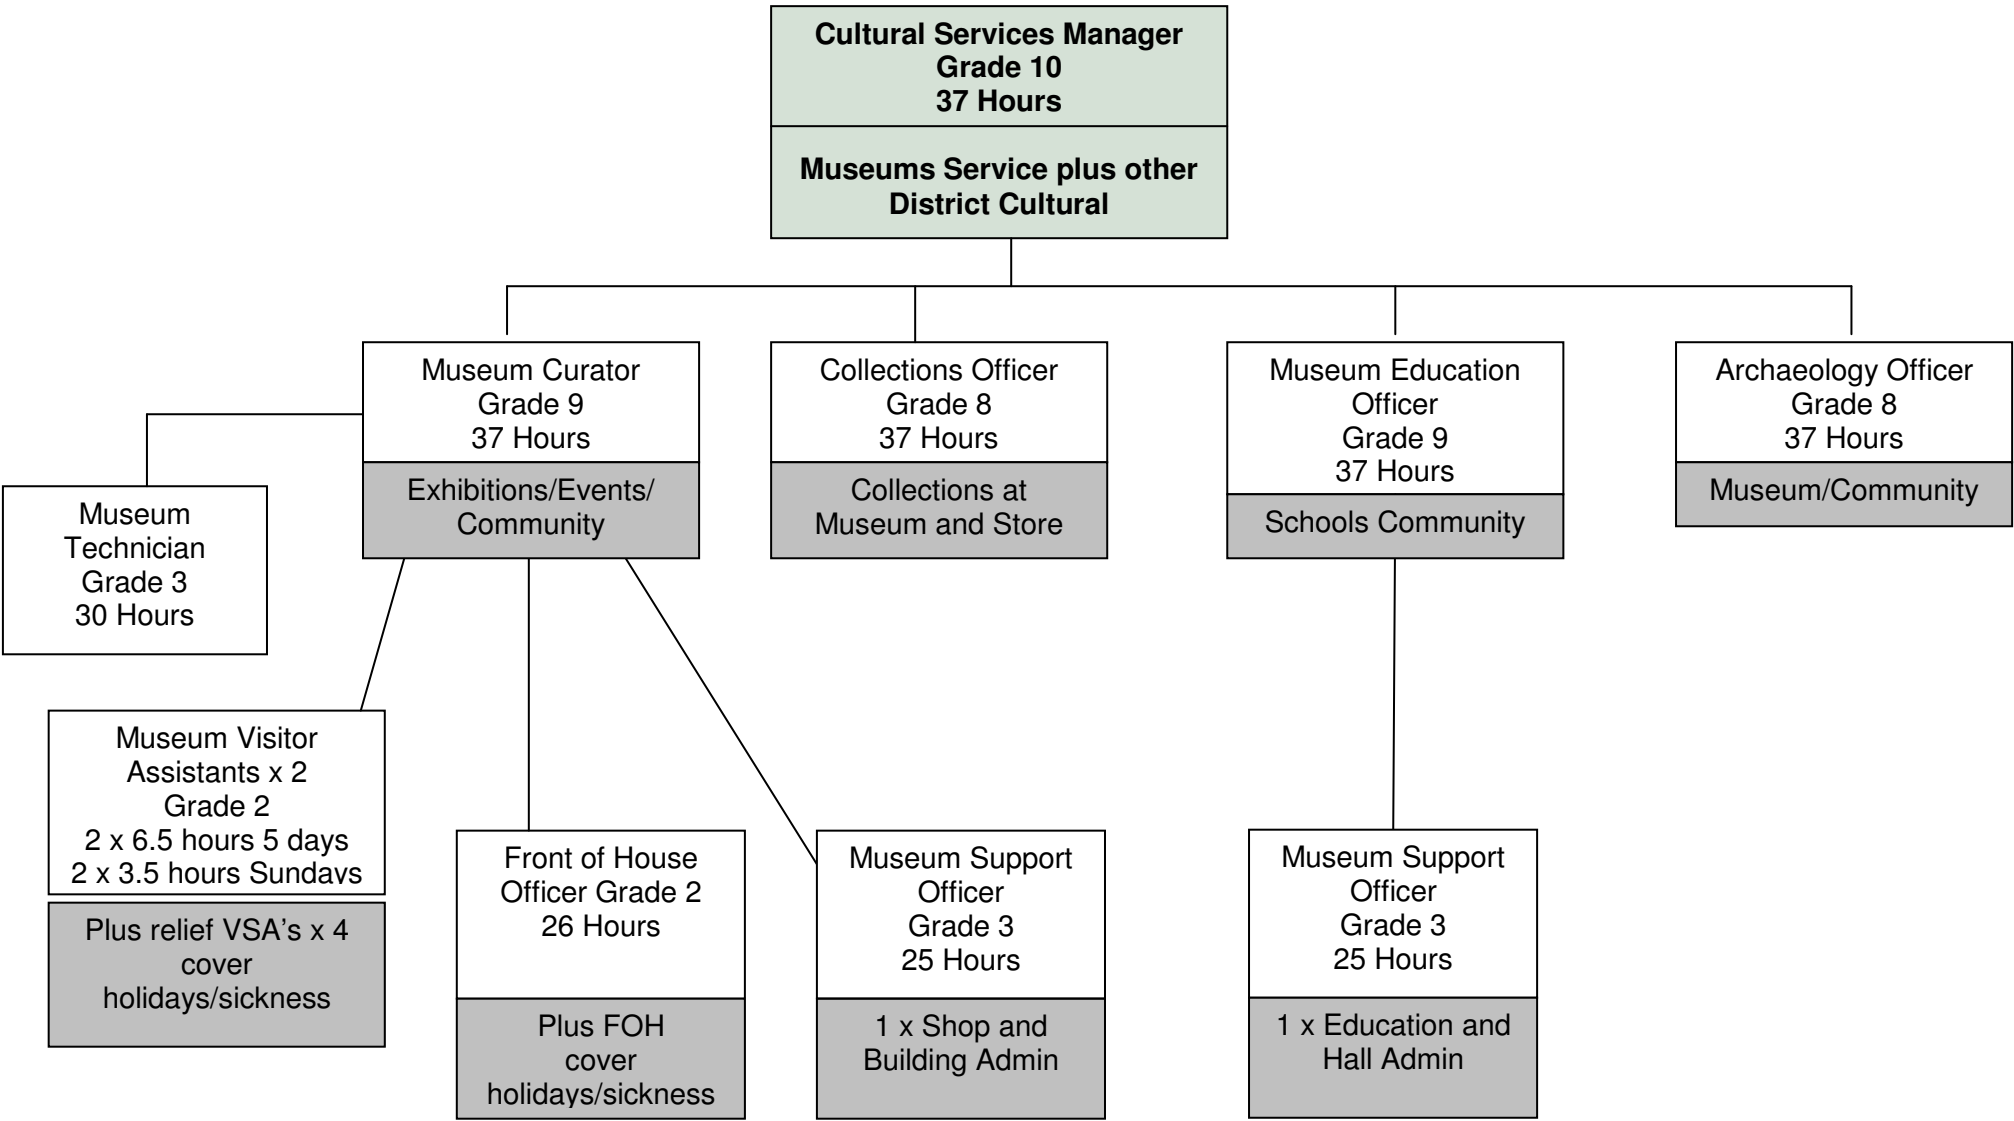 Cultural Services Manager
Grade 10
37 Hours
Museums Service plus other
District Cultural
Museum Curator
Grade 9
37 Hours
Exhibitions/Events/
Community
Collections Officer
Grade 8
37 Hours
Collections at
Museum and Store
Museum Education
Officer
Grade 9
37 Hours
Schools Community
Archaeology Officer
Grade 8
37 Hours
Museum/Community
Museum
Technician
Grade 3
30 Hours
Museum Visitor
Assistants x 2
Grade 2
2 x 6.5 hours 5 days
2 x 3.5 hours Sundays
Plus relief VSA's x 4
cover
holidays/sickness
Front of House
Officer Grade 2
26 Hours
Plus FOH
cover
holidays/sickness
Museum Support
Officer
Grade 3
25 Hours
1 x Shop and
Building Admin
Museum Support
Officer
Grade 3
25 Hours
1 x Education and
Hall Admin